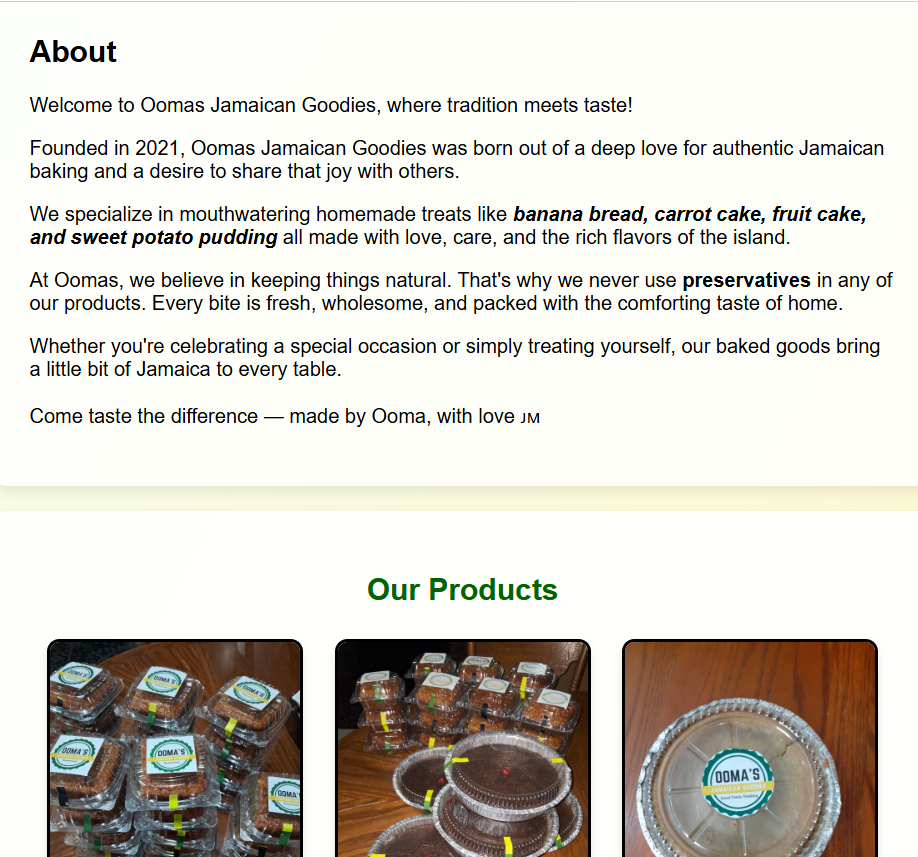 About
Welcome to Oomas Jamaican Goodies, where tradition meets taste!
Founded in 2021, Oomas Jamaican Goodies was born out of a deep love for authentic Jamaican
baking and a desire to share that joy with others.
We specialize in mouthwatering homemade treats like banana bread, carrot cake, fruit cake,
and sweet potato pudding all made with love, care, and the rich flavors of the island.
At Oomas, we believe in keeping things natural. That's why we never use preservatives in any of
our products. Every bite is fresh, wholesome, and packed with the comforting taste of home.
Whether you're celebrating a special occasion or simply treating yourself, our baked goods bring
a little bit of Jamaica to every table.
Come taste the difference — made by Ooma, with love JM
Our Products
OOMA'S
OOMA'S
OOMA'S
OOMA'S
OOMA'S
OOMA'S
OOMA'S
JAMAICAN GOODIES